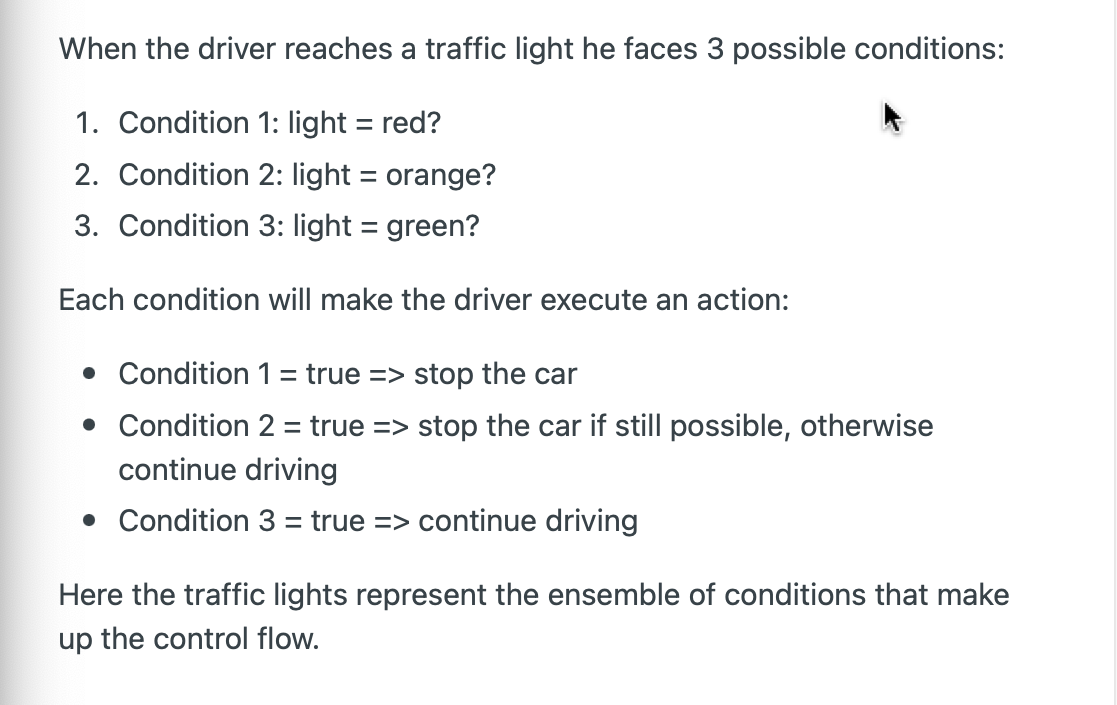 When the driver reaches a traffic light he faces 3 possible conditions:
1. Condition 1: light = red?
2. Condition 2: light = orange?
3. Condition 3: light = green?
Each condition will make the driver execute an action:
• Condition 1 = true => stop the car
• Condition 2 = true => stop the car if still possible, otherwise
continue driving
• Condition 3 = true => continue driving
Here the traffic lights represent the ensemble of conditions that make
up the control flow.